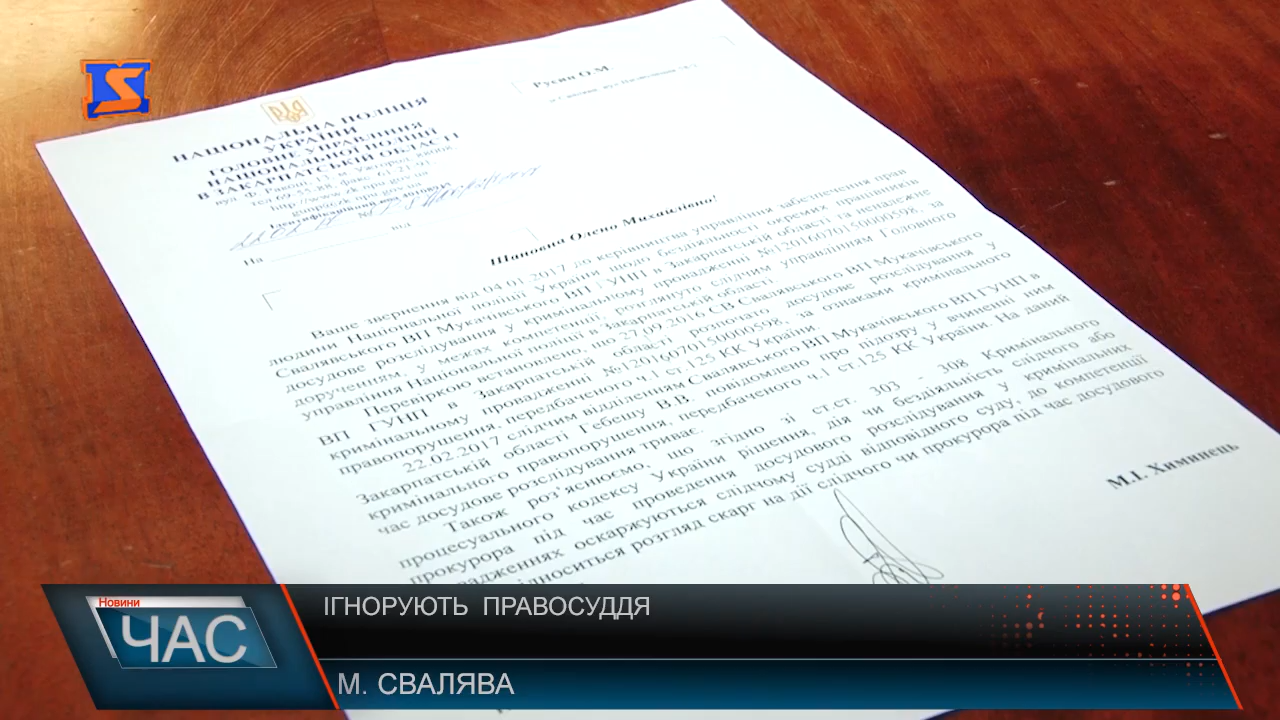 НАЦІОНАЛЬНА ПОЛІЦІЯ
УКРАЇНИ
ГОЛОВНЕ УПРАВЛІННЯ
НАЦІОНАЛЬНОЇ ПОЛІЦІЇ
В ЗАКАРПАТСЬКІЙ ОБЛАСТІ
Русин О.М.
На
від
Шановна Олено Михайлівно!
Ваше звернення від 04.01.2017 до керівництва управління забезпечення прав
людини Національної поліції України щодо бездіяльності окремих працівників
Свалявського ВП Мукачівського ВП ГУНП в Закарпатській області та неналежне
досудове розслідування у кримінальному провадженні №12016070150000598, за
дорученням, у межах компетенції, розглянуто слідчим управлінням Головного
управління Національної поліції в Закарпатській області.
Перевіркою встановлено, що 27.09.2016 СВ Свалявського ВП Мукачівського
ВП ГУНП в Закарпатській області розпочато досудове розслідування у
кримінальному провадженні №12016070150000598, за ознаками кримінального
правопорушення, передбаченого ч.1 ст.125 КК України.
22.02.2017 слідчим відділенням Свалявського ВП Мукачівського ВП ГУНП в
Закарпатській області Гебешу В.В. повідомлено про підозру у вчиненні ним
кримінального правопорушення, передбаченого ч.1 ст.125 КК України. На даний
час досудове розслідування триває.
Також роз'яснюємо, що згідно зі ст.ст. 303 - 308 Кримінального
процесуального кодексу України рішення, дія чи бездіяльність слідчого або
прокурора під час проведення досудового розслідування у кримінальних
провадженнях оскаржуються слідчому судді відповідного суду, до компетенції
відноситься розгляд скарг на дії слідчого чи прокурора під час досудового
М.І. Химинець
Новини
ЧАС
ІГНОРУЮТЬ ПРАВОСУДДЯ
М. СВАЛЯВА